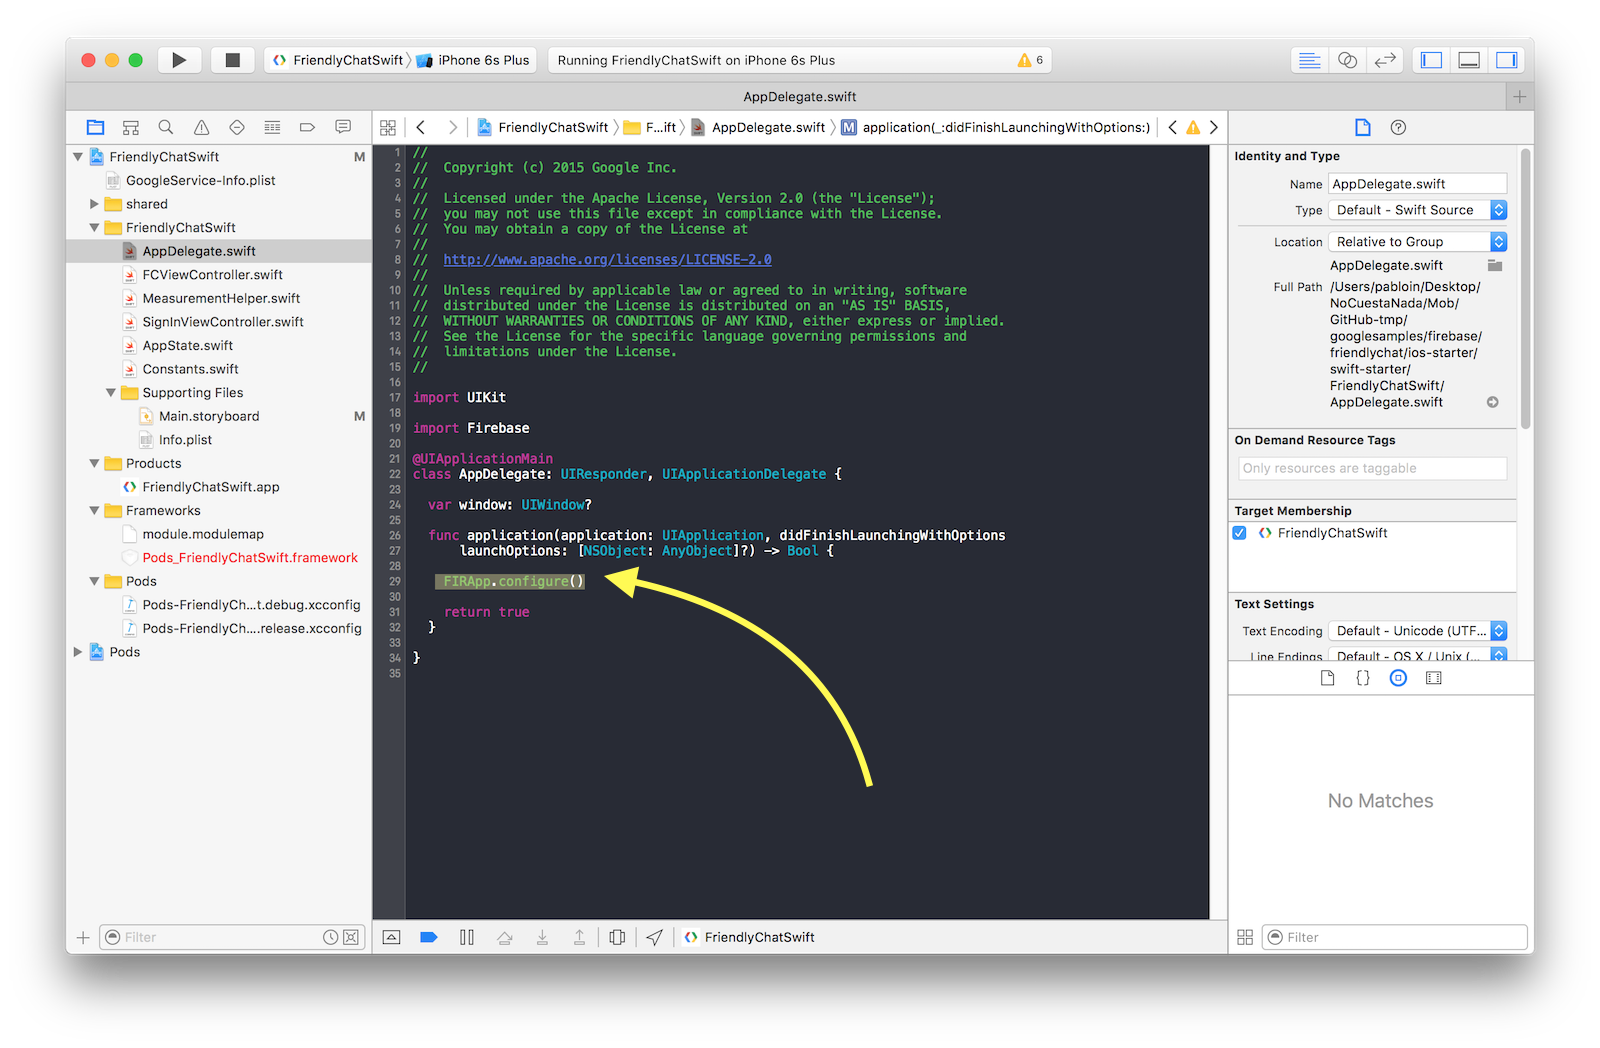 FriendlyChatSwift iPhone 6s Plus
Running FriendlyChatSwift on iPhone 6s Plus
6
AppDelegate.swift
FriendlyChatSwift M
GoogleService-Info.plist
shared
FriendlyChatSwift
AppDelegate.swift
FCViewController.swift
MeasurementHelper.swift
SignInViewController.swift
AppState.swift
Constants.swift
Supporting Files
Main.storyboard M
Info.plist
Products
FriendlyChatSwift.app
Frameworks
module.modulemap
Pods_FriendlyChatSwift.framework
Pods
Pods-FriendlyCh...t.debug.xcconfig
Pods-FriendlyCh....release.xcconfig
Pods
Filter
FriendlyChatSwift F...ift AppDelegate.swift M application(_:didFinishLaunchingWithOptions:)
1 //
2 //  Copyright (c) 2015 Google Inc.
3 //
4 //  Licensed under the Apache License, Version 2.0 (the "License");
5 //  you may not use this file except in compliance with the License.
6 //  You may obtain a copy of the License at
7 //
8 //  http://www.apache.org/licenses/LICENSE-2.0
9 //
10 //  Unless required by applicable law or agreed to in writing, software
11 //  distributed under the License is distributed on an "AS IS" BASIS,
12 //  WITHOUT WARRANTIES OR CONDITIONS OF ANY KIND, either express or implied.
13 //  See the License for the specific language governing permissions and
14 //  limitations under the License.
15 //
16
17 import UIKit
18
19 import Firebase
20
21 @UIApplicationMain
22 class AppDelegate: UIResponder, UIApplicationDelegate {
23
24   var window: UIWindow?
25
26   func application(application: UIApplication, didFinishLaunchingWithOptions
27       launchOptions: [NSObject: AnyObject]?) -> Bool {
28
29     FIRApp.configure()
30
31     return true
32   }
33
34 }
35
FriendlyChatSwift
Identity and Type
Name AppDelegate.swift
Type Default - Swift Source
Location Relative to Group
AppDelegate.swift
Full Path /Users/pabloin/Desktop/
NoCuestaNada/Mob/
GitHub-tmp/
googlesamples/firebase/
friendlychat/ios-starter/
swift-starter/
FriendlyChatSwift/
AppDelegate.swift
On Demand Resource Tags
Only resources are taggable
Target Membership
FriendlyChatSwift
Text Settings
Text Encoding Default - Unicode (UTF...
Line Endings Default - OS X / Unix (...
{}
No Matches
Filter